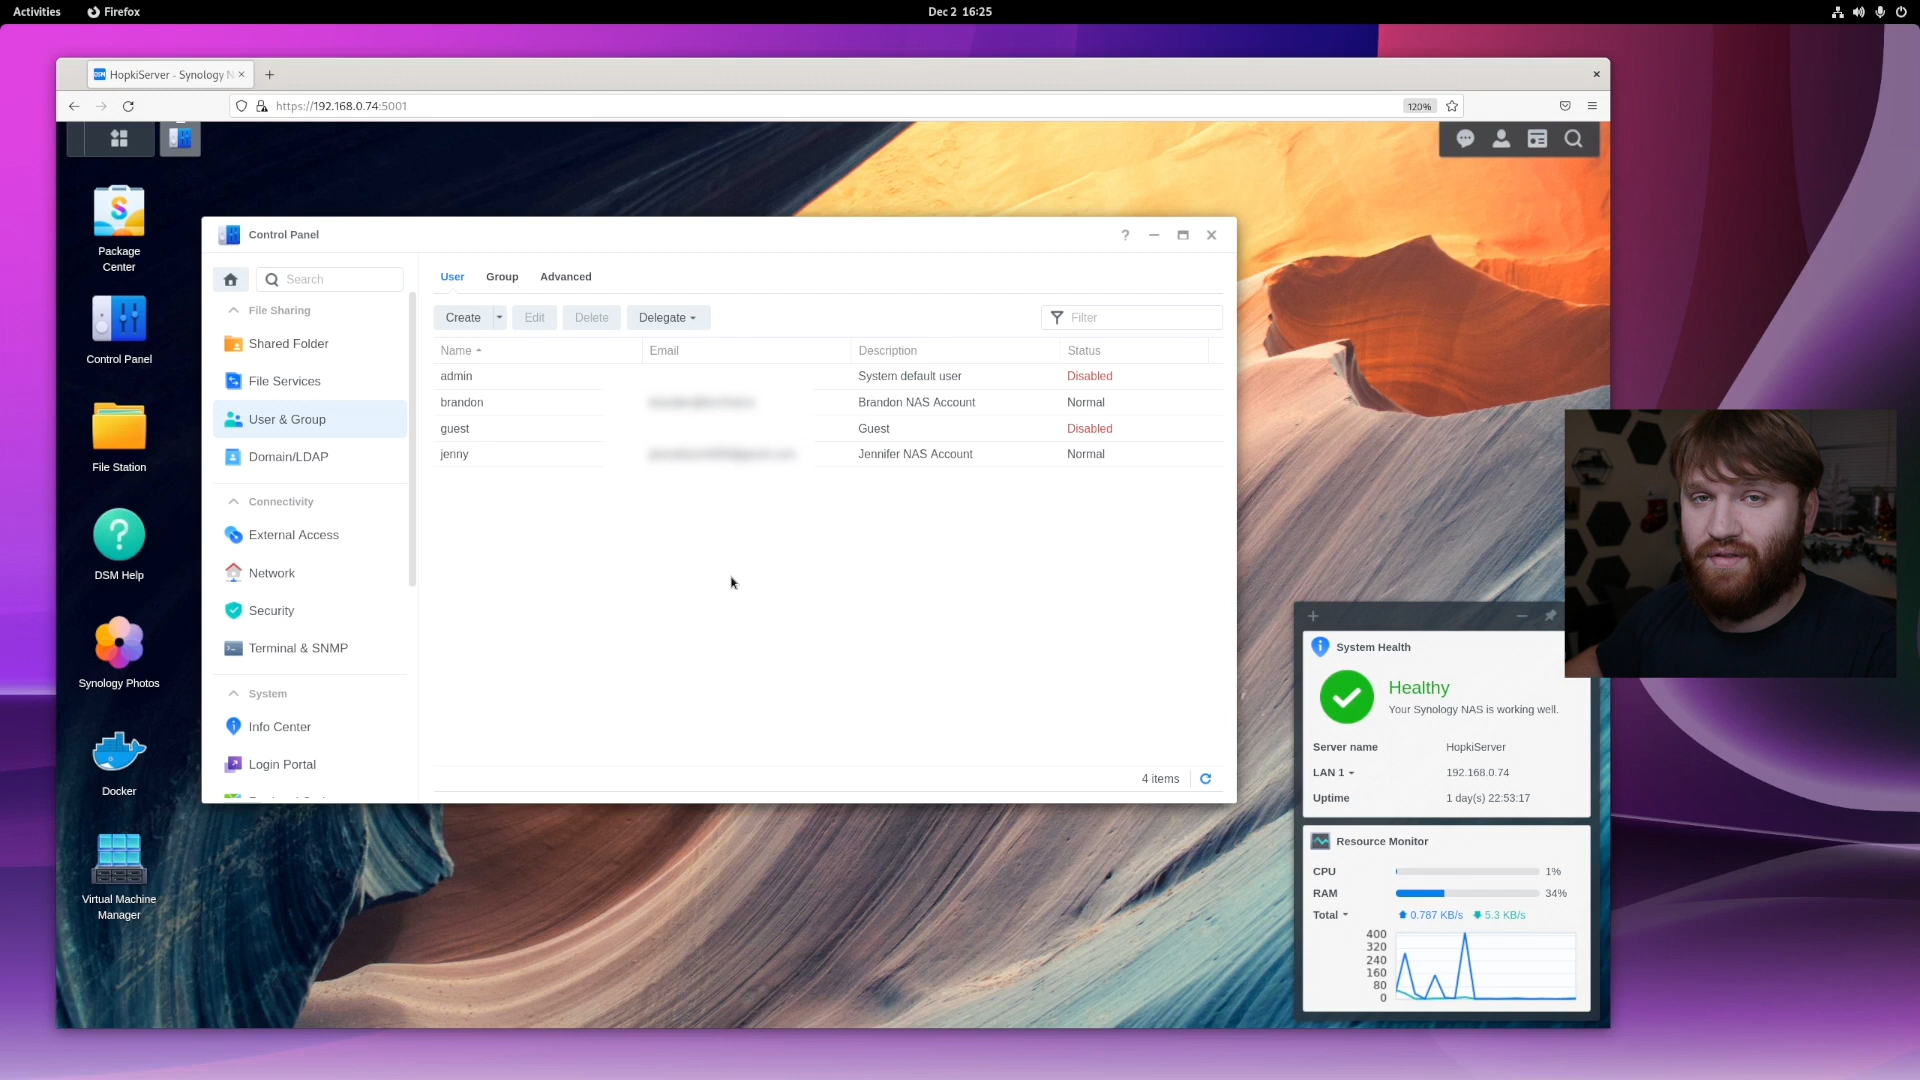 Activities Firefox Dec 2 16:25
HopkiServer - Synology N
https://192.168.0.74:5001 120%
Package
Center
Control Panel
File Station
DSM Help
Synology Photos
Docker
Virtual Machine
Manager
Control Panel
Search
File Sharing
Shared Folder
File Services
User & Group
Domain/LDAP
Connectivity
External Access
Network
Security
Terminal & SNMP
System
Info Center
Login Portal
User Group Advanced
Create Edit Delete Delegate Filter
Name Email Description Status
admin System default user Disabled
brandon Brandon NAS Account Normal
guest Guest Disabled
jenny Jennifer NAS Account Normal
4 items
System Health
Healthy
Your Synology NAS is working well.
Server name HopkiServer
LAN 1 192.168.0.74
Uptime 1 day(s) 22:53:17
Resource Monitor
CPU 1%
RAM 34%
Total 0.787 KB/s 5.3 KB/s
400
320
240
160
80
0